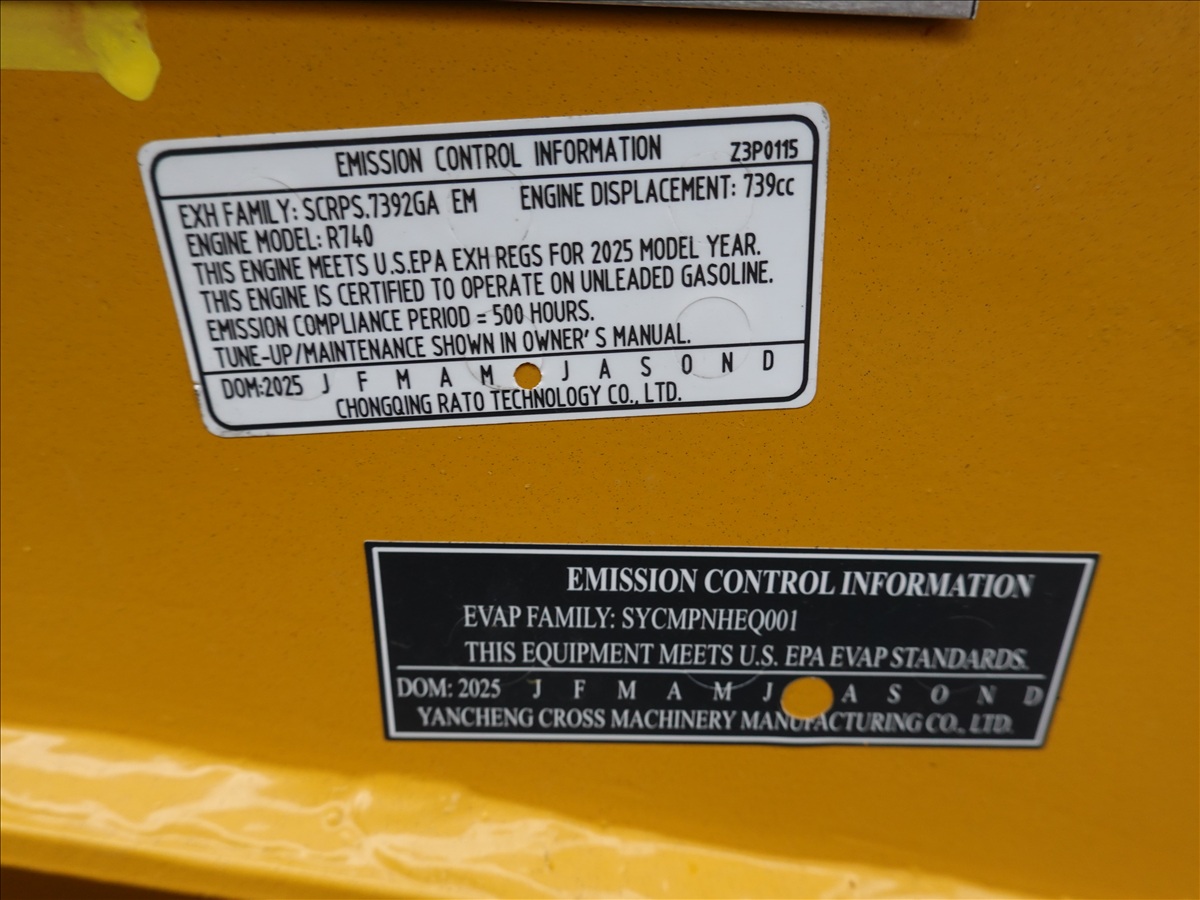 EMISSION CONTROL INFORMATION Z3P0115
EXH FAMILY: SCRPS.7392GA EM ENGINE DISPLACEMENT: 739cc
ENGINE MODEL: R740
THIS ENGINE MEETS U.S.EPA EXH REGS FOR 2025 MODEL YEAR.
THIS ENGINE IS CERTIFIED TO OPERATE ON UNLEADED GASOLINE.
EMISSION COMPLIANCE PERIOD = 500 HOURS.
TUNE-UP/MAINTENANCE SHOWN IN OWNER' S MANUAL.
DOM:2025 J F M A M J A S O N D
CHONGQING RATO TECHNOLOGY CO., LTD.
EMISSION CONTROL INFORMATION
EVAP FAMILY: SYCMPNHEQ001
THIS EQUIPMENT MEETS U.S. EPA EVAP STANDARDS.
DOM: 2025 J F M A M J A S O N D
YANCHENG CROSS MACHINERY MANUFACTURING CO., LTD.